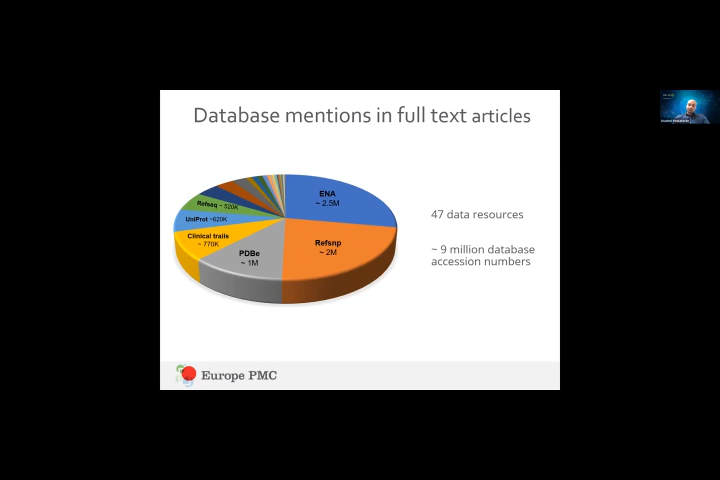 Database mentions in full text articles
ENA
~ 2.5M
Refsnp
~ 2M
PDBe
~ 1M
Clinical trails
~ 770K
UniProt ~620K
Refseq ~ 520K
47 data resources
~ 9 million database
accession numbers
Europe PMC